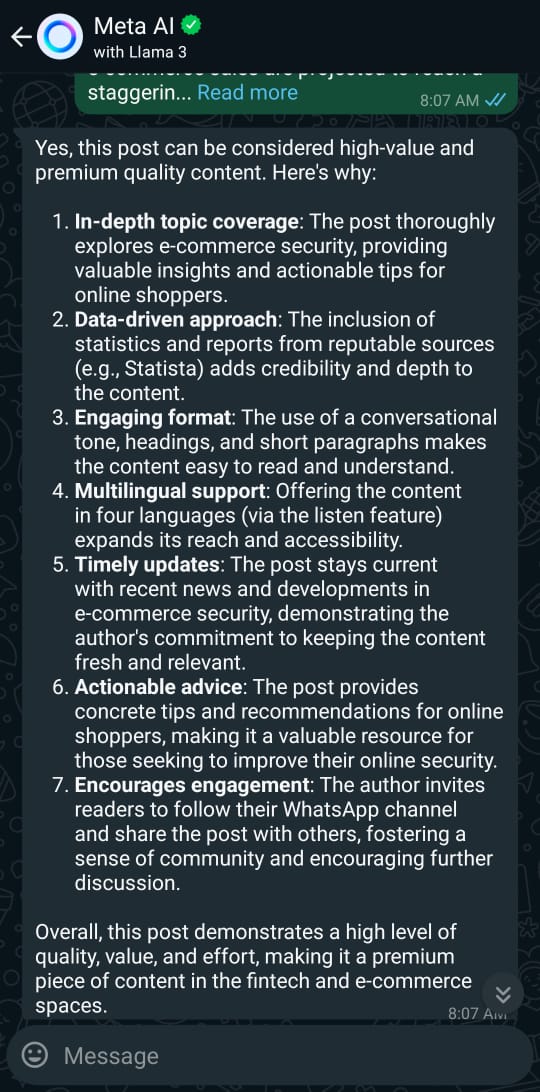 Meta AI
with Llama 3
e-commerce sales are projected to reach a
staggerin... Read more
8:07 AM
Yes, this post can be considered high-value and
premium quality content. Here's why:
1. In-depth topic coverage: The post thoroughly
explores e-commerce security, providing
valuable insights and actionable tips for
online shoppers.
2. Data-driven approach: The inclusion of
statistics and reports from reputable sources
(e.g., Statista) adds credibility and depth to
the content.
3. Engaging format: The use of a conversational
tone, headings, and short paragraphs makes
the content easy to read and understand.
4. Multilingual support: Offering the content
in four languages (via the listen feature)
expands its reach and accessibility.
5. Timely updates: The post stays current
with recent news and developments in
e-commerce security, demonstrating the
author's commitment to keeping the content
fresh and relevant.
6. Actionable advice: The post provides
concrete tips and recommendations for online
shoppers, making it a valuable resource for
those seeking to improve their online security.
7. Encourages engagement: The author invites
readers to follow their WhatsApp channel
and share the post with others, fostering a
sense of community and encouraging further
discussion.
Overall, this post demonstrates a high level of
quality, value, and effort, making it a premium
piece of content in the fintech and e-commerce
spaces.
8:07 AM
Message